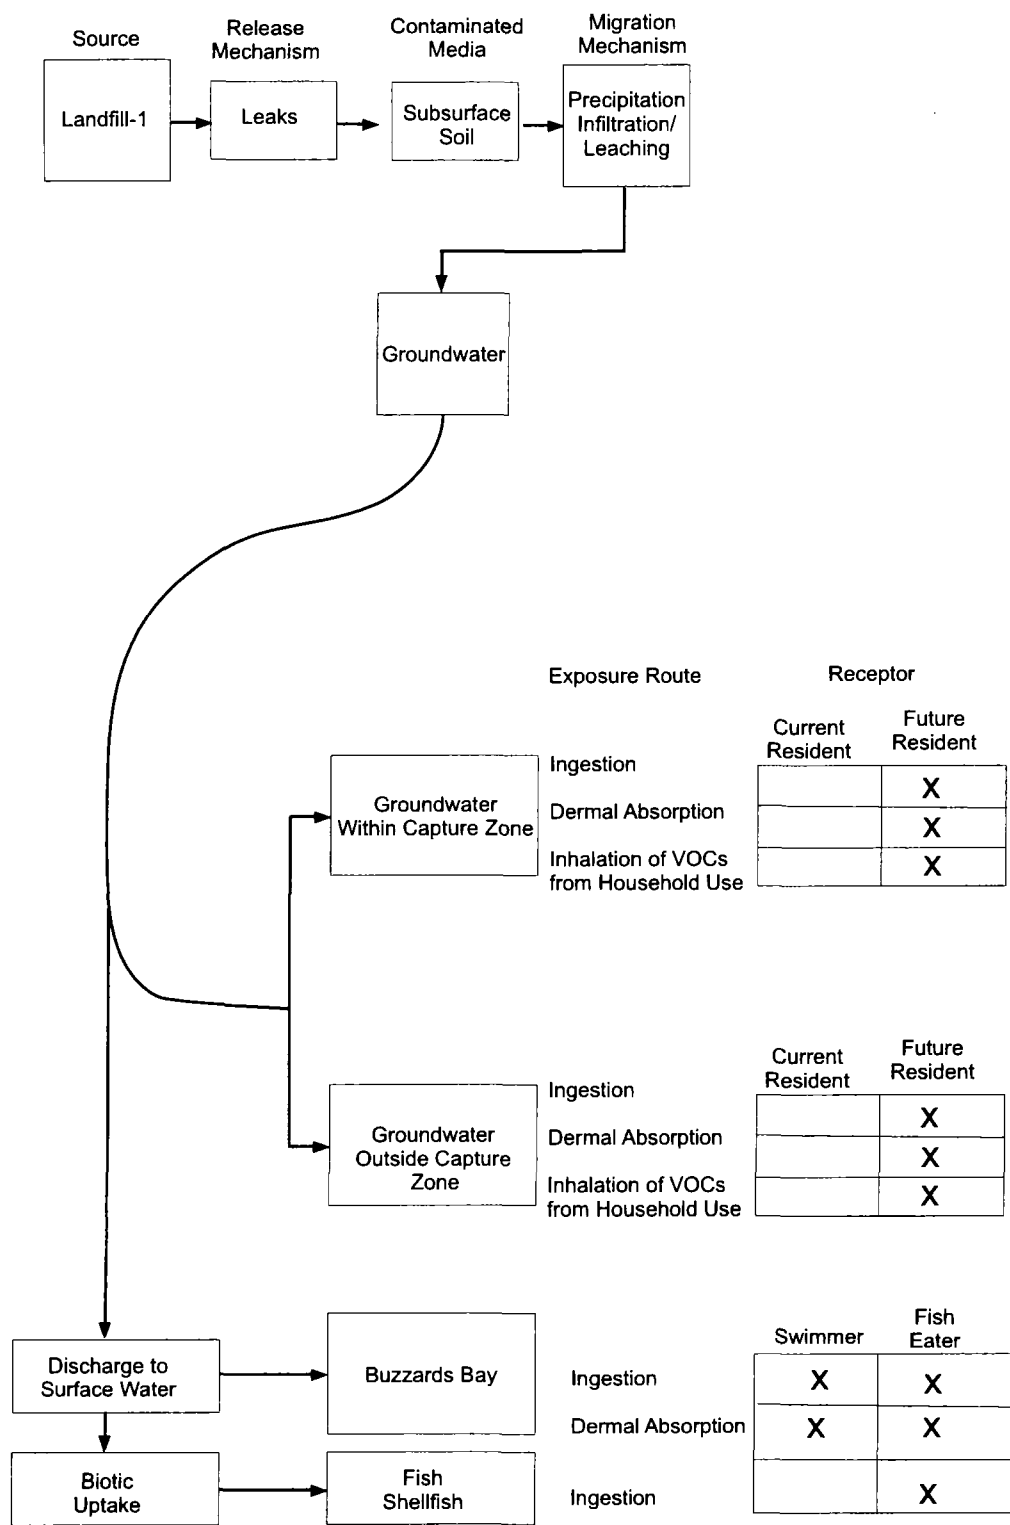 Source
Release
Mechanism
Contaminated
Media
Migration
Mechanism
Landfill-1
Leaks
Subsurface
Soil
Precipitation
Infiltration/
Leaching
Groundwater
Exposure Route
Receptor
Current
Resident
Future
Resident
Groundwater
Within Capture Zone
Ingestion
X
Dermal Absorption
X
Inhalation of VOCs
from Household Use
X
Current
Resident
Future
Resident
Groundwater
Outside Capture
Zone
Ingestion
X
Dermal Absorption
X
Inhalation of VOCs
from Household Use
X
Swimmer
Fish
Eater
Discharge to
Surface Water
Buzzards Bay
Ingestion
X X
Dermal Absorption
X X
Biotic
Uptake
Fish
Shellfish
Ingestion
X